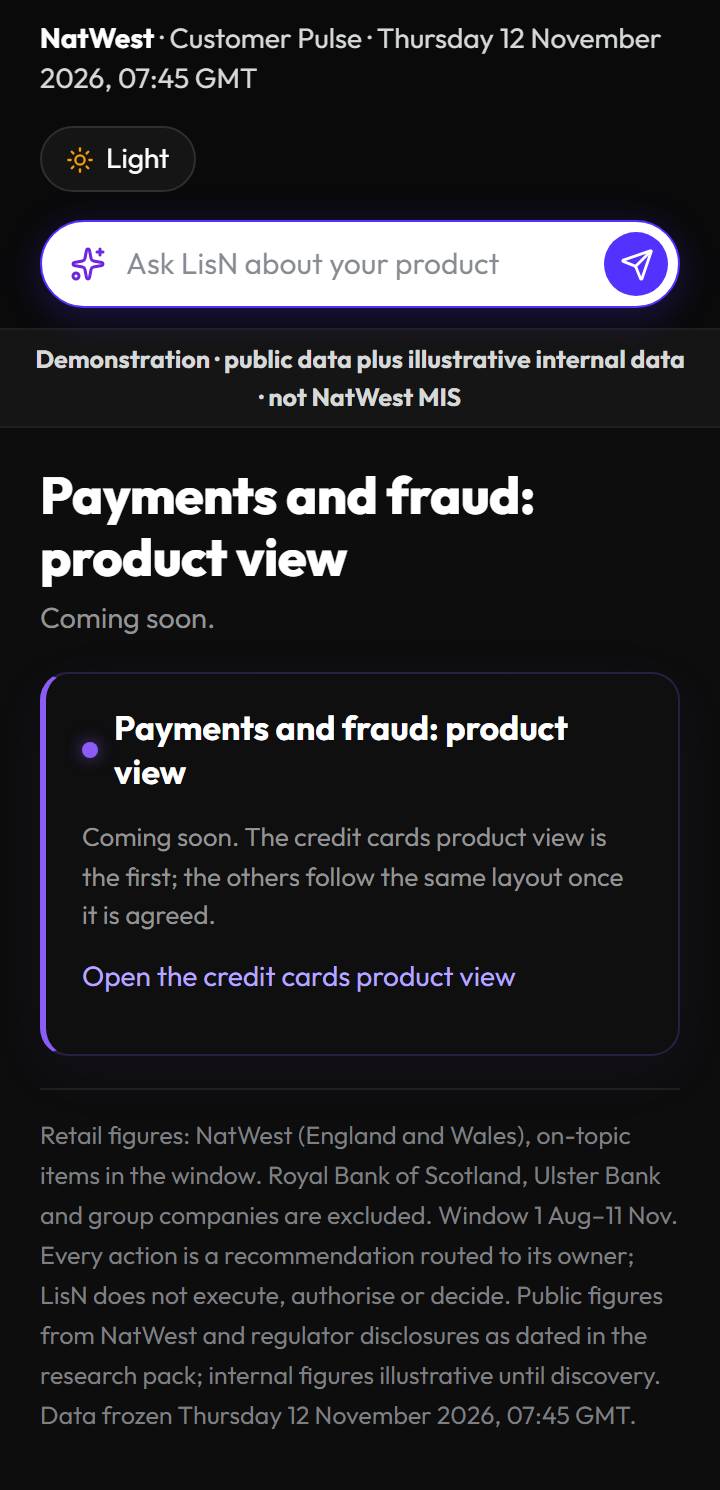 NatWest · Customer Pulse · Thursday 12 November
2026, 07:45 GMT
Light
Ask LisN about your product
Demonstration · public data plus illustrative internal data
· not NatWest MIS
Payments and fraud:
product view
Coming soon.
Payments and fraud: product
view
Coming soon. The credit cards product view is
the first; the others follow the same layout once
it is agreed.
Open the credit cards product view
Retail figures: NatWest (England and Wales), on-topic
items in the window. Royal Bank of Scotland, Ulster Bank
and group companies are excluded. Window 1 Aug–11 Nov.
Every action is a recommendation routed to its owner;
LisN does not execute, authorise or decide. Public figures
from NatWest and regulator disclosures as dated in the
research pack; internal figures illustrative until discovery.
Data frozen Thursday 12 November 2026, 07:45 GMT.